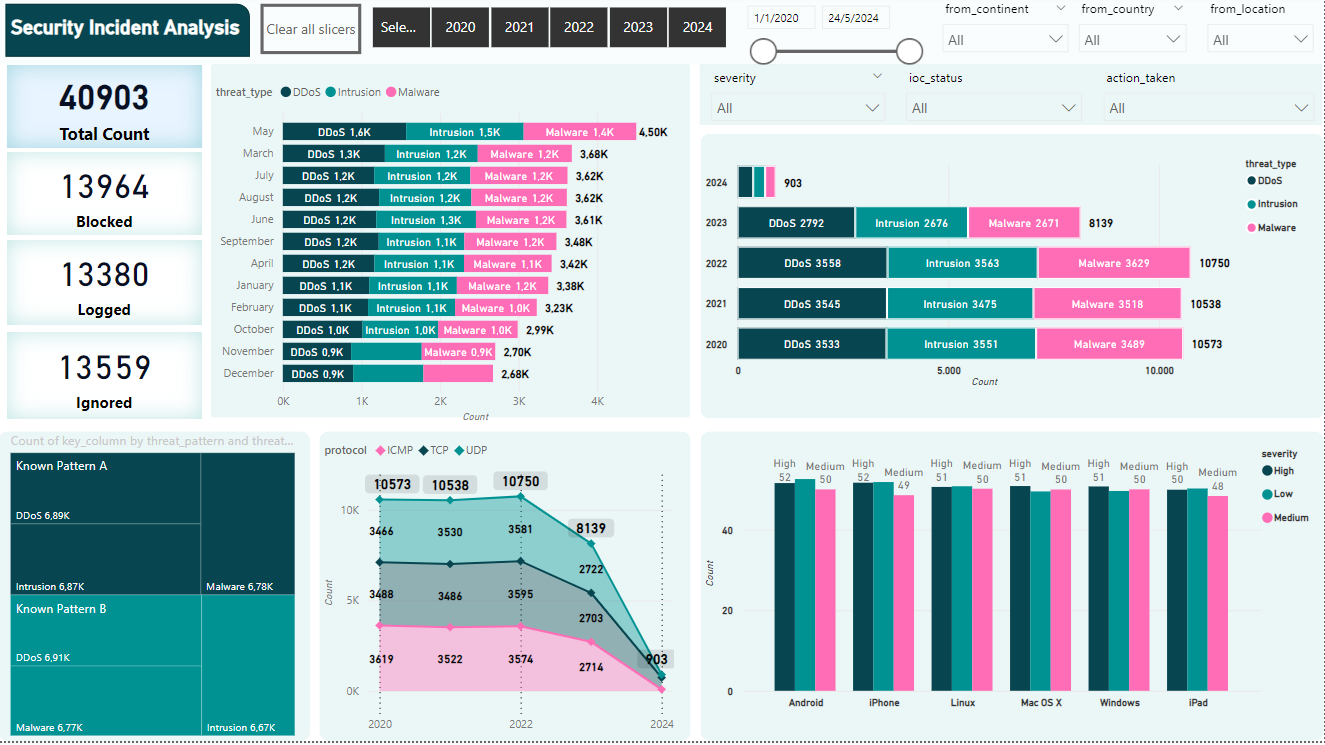 Security Incident Analysis
Clear all slicers
Sele... 2020 2021 2022 2023 2024
1/1/2020 24/5/2024
from_continent from_country from_location
All All All
severity ioc_status action_taken
All All All
40903
Total Count
13964
Blocked
13380
Logged
13559
Ignored
threat_type DDoS Intrusion Malware
May DDoS 1,6K Intrusion 1,5K Malware 1,4K 4,50K
March DDoS 1,3K Intrusion 1,2K Malware 1,2K 3,68K
July DDoS 1,2K Intrusion 1,2K Malware 1,2K 3,62K
August DDoS 1,2K Intrusion 1,2K Malware 1,2K 3,62K
June DDoS 1,2K Intrusion 1,3K Malware 1,2K 3,61K
September DDoS 1,2K Intrusion 1,1K Malware 1,2K 3,48K
April DDoS 1,2K Intrusion 1,1K Malware 1,1K 3,42K
January DDoS 1,1K Intrusion 1,1K Malware 1,2K 3,38K
February DDoS 1,1K Intrusion 1,1K Malware 1,0K 3,23K
October DDoS 1,0K Intrusion 1,0K Malware 1,0K 2,99K
November DDoS 0,9K Malware 0,9K 2,70K
December DDoS 0,9K 2,68K
0K 1K 2K 3K 4K
Count
threat_type
DDoS
Intrusion
Malware
2024 903
2023 DDoS 2792 Intrusion 2676 Malware 2671 8139
2022 DDoS 3558 Intrusion 3563 Malware 3629 10750
2021 DDoS 3545 Intrusion 3475 Malware 3518 10538
2020 DDoS 3533 Intrusion 3551 Malware 3489 10573
0 5.000 10.000
Count
Count of key_column by threat_pattern and threat...
Known Pattern A
DDoS 6,89K
Intrusion 6,87K Malware 6,78K
Known Pattern B
DDoS 6,91K
Malware 6,77K Intrusion 6,67K
protocol ICMP TCP UDP
10573 10538 10750 8139 903
10K
3466 3530 3581 2722
5K
3488 3486 3595 2703
3619 3522 3574 2714
0K
Count
2020 2022 2024
severity
High
Low
Medium
High Medium High Medium High Medium High Medium High Medium High Medium
52 50 52 49 51 50 51 50 51 50 50 48
40
20
0
Count
Android iPhone Linux Mac OS X Windows iPad